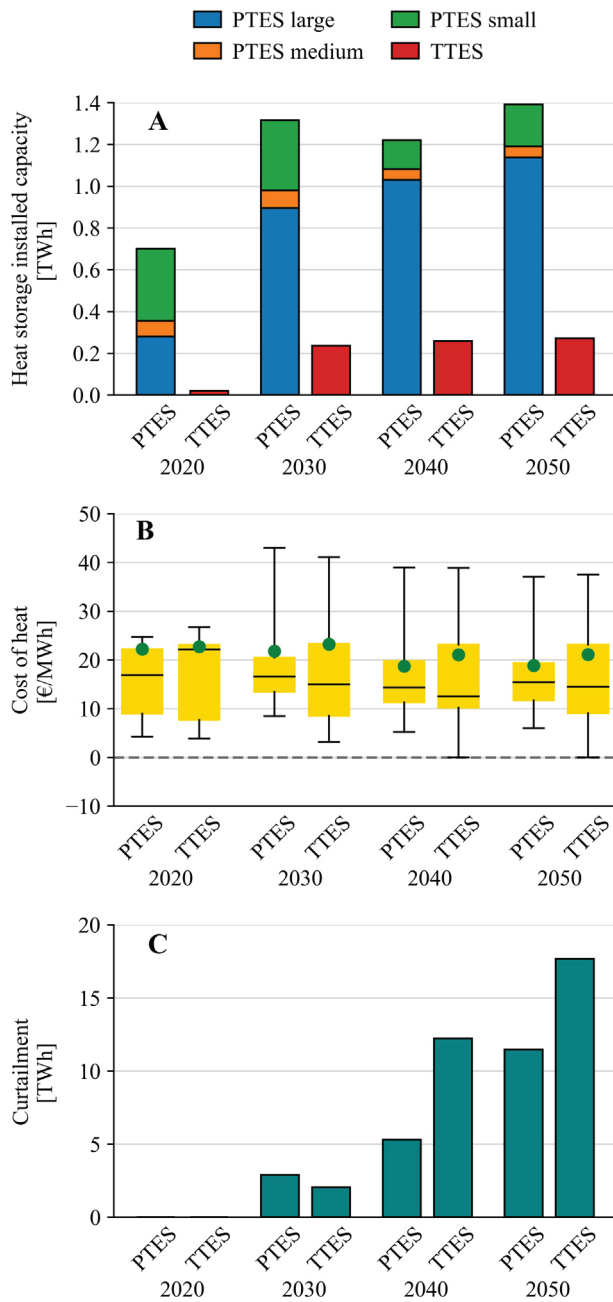 PTES large
PTES small
PTES medium
TTES
A
Heat storage installed capacity
[TWh]
1.4
1.2
1.0
0.8
0.6
0.4
0.2
0.0
PTES TTES PTES TTES PTES TTES PTES TTES
2020 2030 2040 2050
B
Cost of heat
[€/MWh]
50
40
30
20
10
0
−10
PTES TTES PTES TTES PTES TTES PTES TTES
2020 2030 2040 2050
C
Curtailment
[TWh]
20
15
10
5
0
PTES TTES PTES TTES PTES TTES PTES TTES
2020 2030 2040 2050